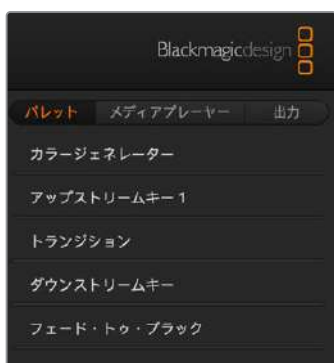 Blackmagicdesign
パレット メディアプレーヤー 出力
カラージェネレーター
アップストリームキー 1
トランジション
ダウンストリームキー
フェード・トゥ・ブラック